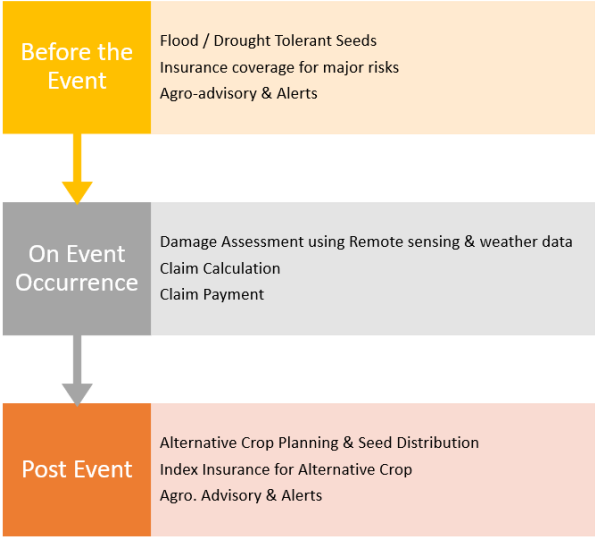 Before the
Event
Flood / Drought Tolerant Seeds
Insurance coverage for major risks
Agro-advisory & Alerts
On Event
Occurrence
Damage Assessment using Remote sensing & weather data
Claim Calculation
Claim Payment
Post Event
Alternative Crop Planning & Seed Distribution
Index Insurance for Alternative Crop
Agro. Advisory & Alerts